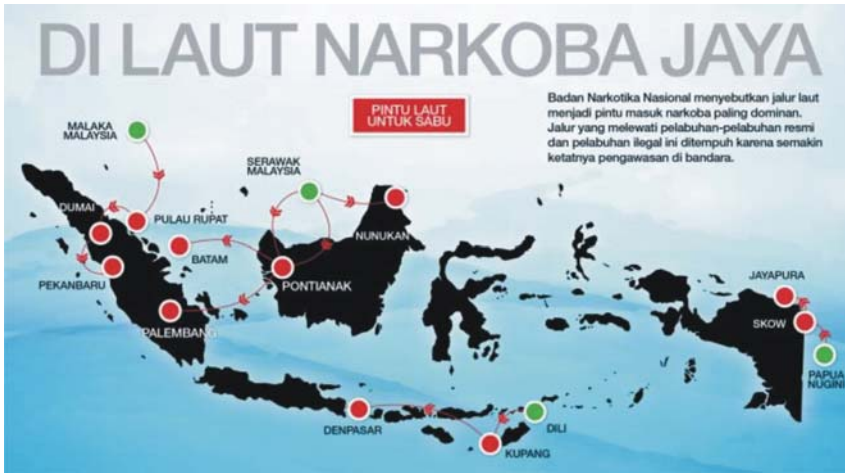 DI LAUT NARKOBA JAYA
PINTU LAUT
UNTUK SABU
Badan Narkotika Nasional menyebutkan jalur laut
menjadi pintu masuk narkoba paling dominan.
Jalur yang melewati pelabuhan-pelabuhan resmi
dan pelabuhan ilegal ini ditempuh karena semakin
ketatnya pengawasan di bandara.
MALAKA
MALAYSIA
SERAWAK
MALAYSIA
DUMAI
PULAU RUPAT
NUNUKAN
BATAM
PEKANBARU
PONTIANAK
JAYAPURA
SKOW
PALEMBANG
PAPUA
NUGINI
DENPASAR
DILI
KUPANG